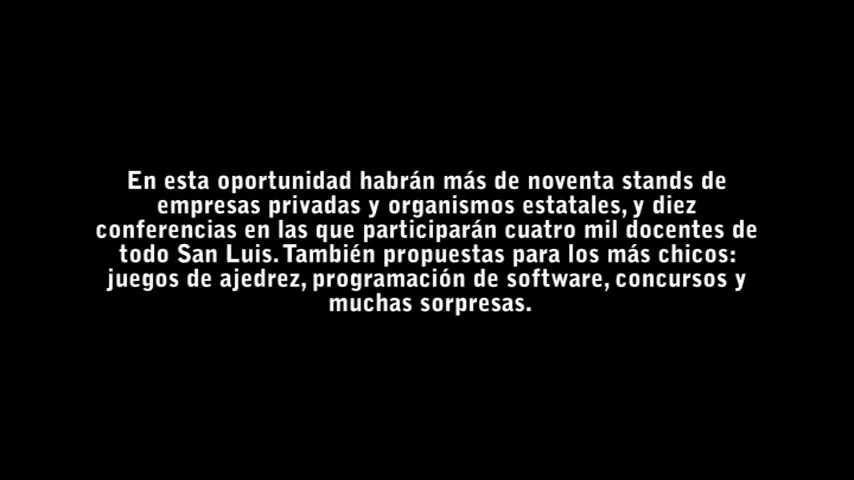 En esta oportunidad habrán más de noventa stands de
empresas privadas y organismos estatales, y diez
conferencias en las que participarán cuatro mil docentes de
todo San Luis. También propuestas para los más chicos:
juegos de ajedrez, programación de software, concursos y
muchas sorpresas.